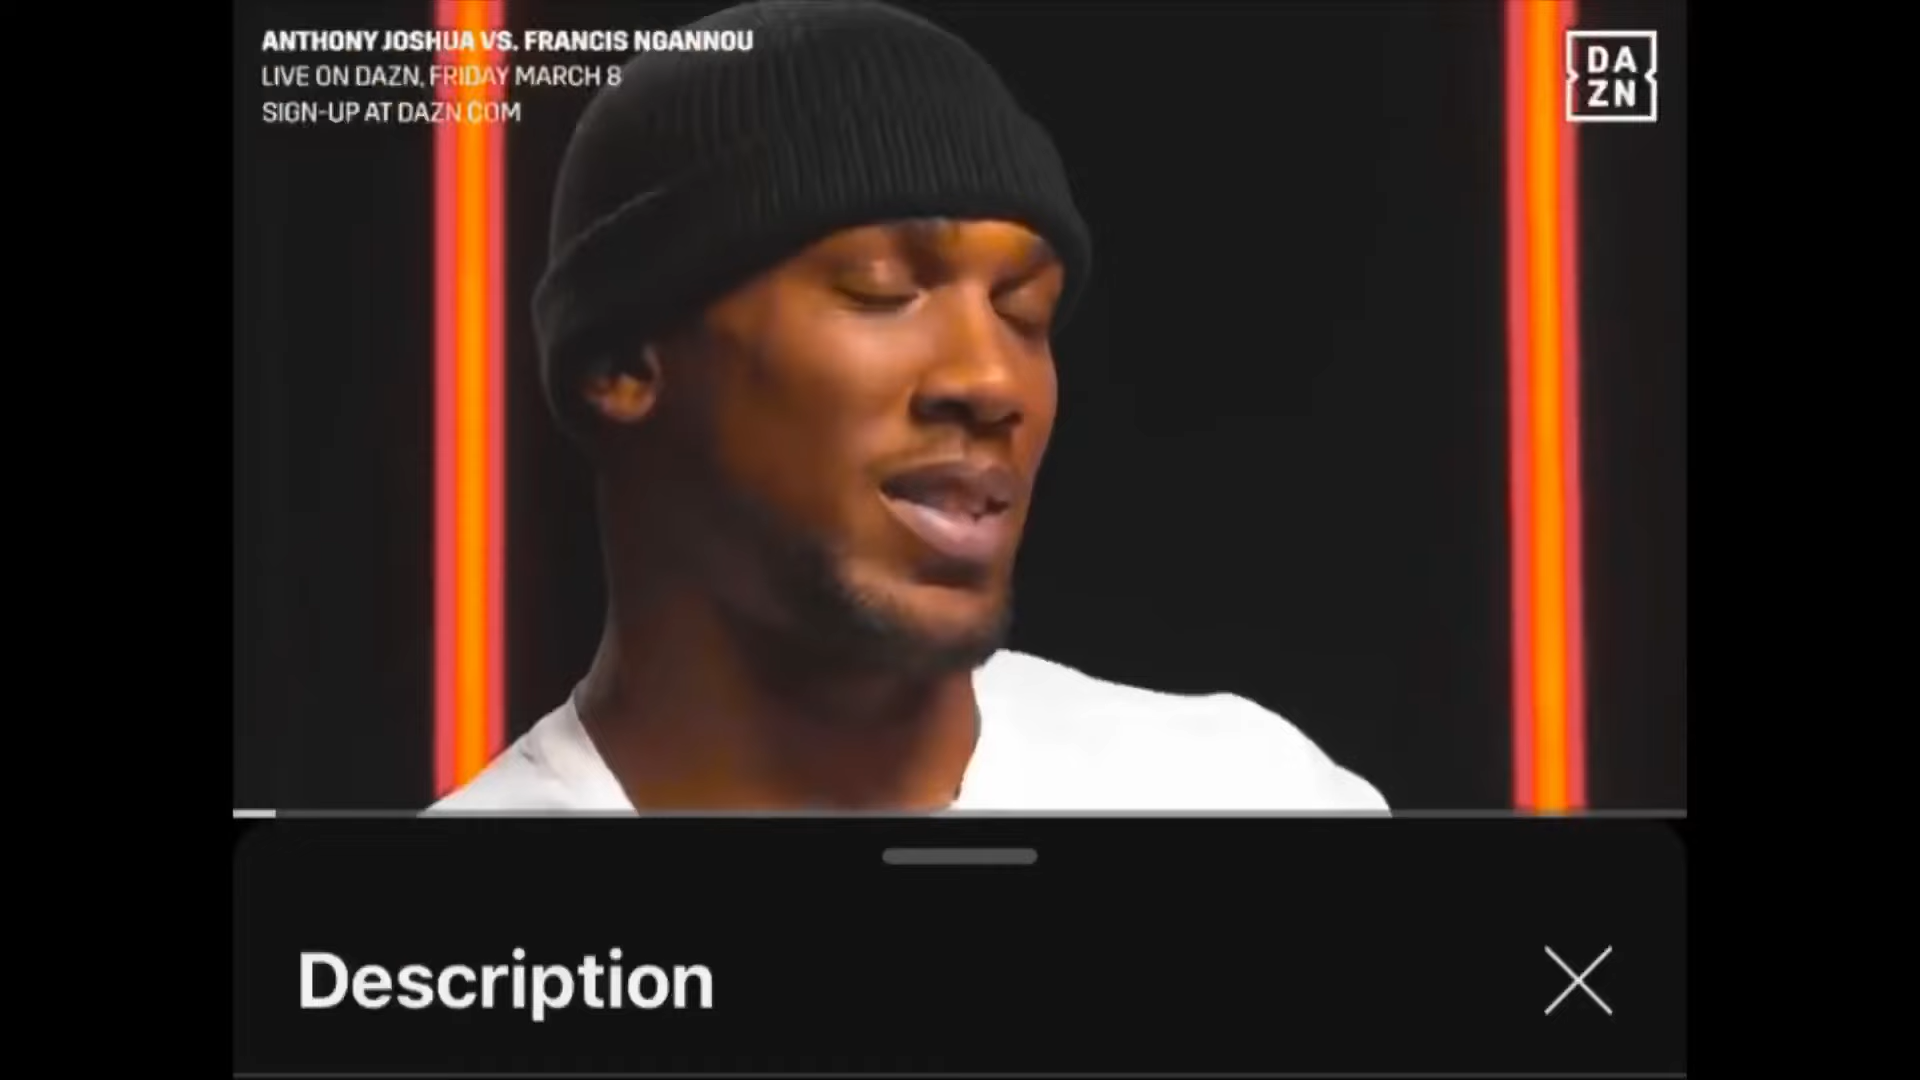 ANTHONY JOSHUA VS. FRANCIS NGANNOU
LIVE ON DAZN, FRIDAY MARCH 8
SIGN-UP AT DAZN.COM
DA
ZN
Description